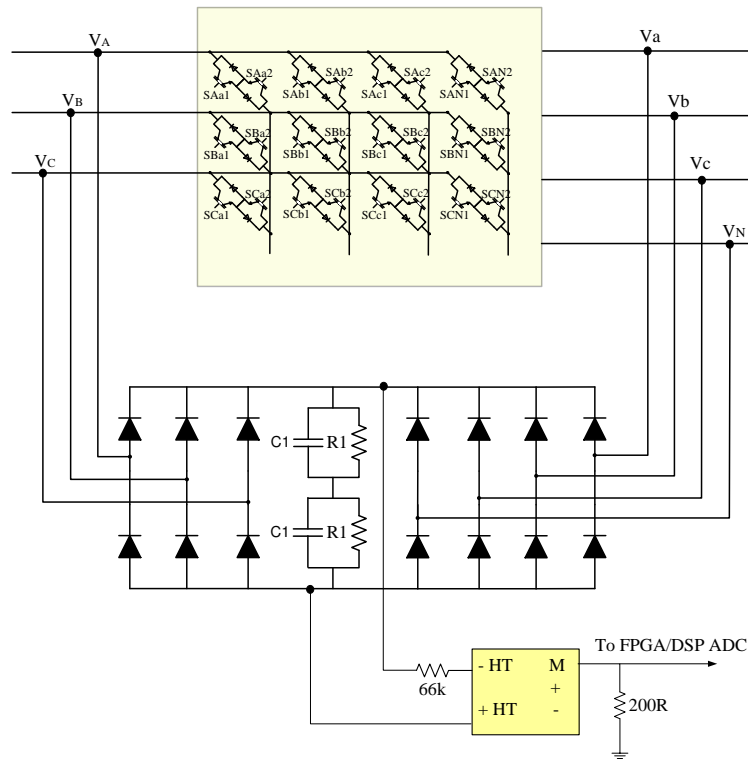 VA
Va
SAa2 SAb2 SAc2 SAN2
SAa1 SAb1 SAc1 SAN1
VB
Vb
SBa2 SBb2 SBc2 SBN2
SBa1 SBb1 SBc1 SBN1
VC
Vc
SCa2 SCb2 SCc2 SCN2
SCa1 SCb1 SCc1 SCN1
VN
C1 R1
C1 R1
To FPGA/DSP ADC
- HT M
66k
+
+ HT -
200R